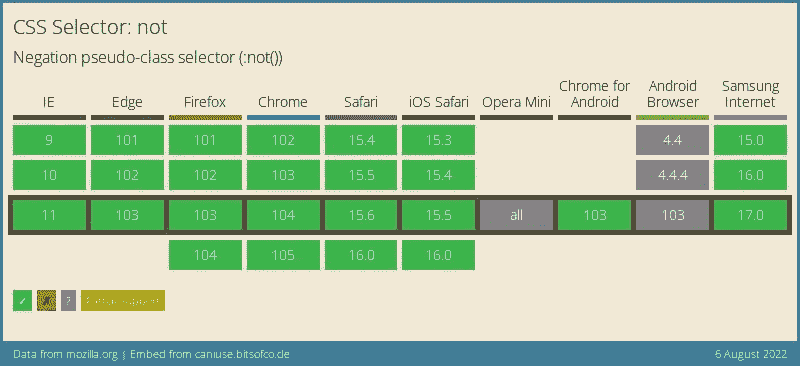 CSS Selector: not
Negation pseudo-class selector (:not())
IE Edge Firefox Chrome Safari iOS Safari Opera Mini Chrome for Android Android Browser Samsung Internet
9 101 101 102 15.4 15.3 4.4 15.0
10 102 102 103 15.5 15.4 4.4.4 16.0
11 103 103 104 15.6 15.5 all 103 103 17.0
104 105 16.0 16.0
✓ ?
Data from mozilla.org | Embed from caniuse.bitsofco.de 6 August 2022